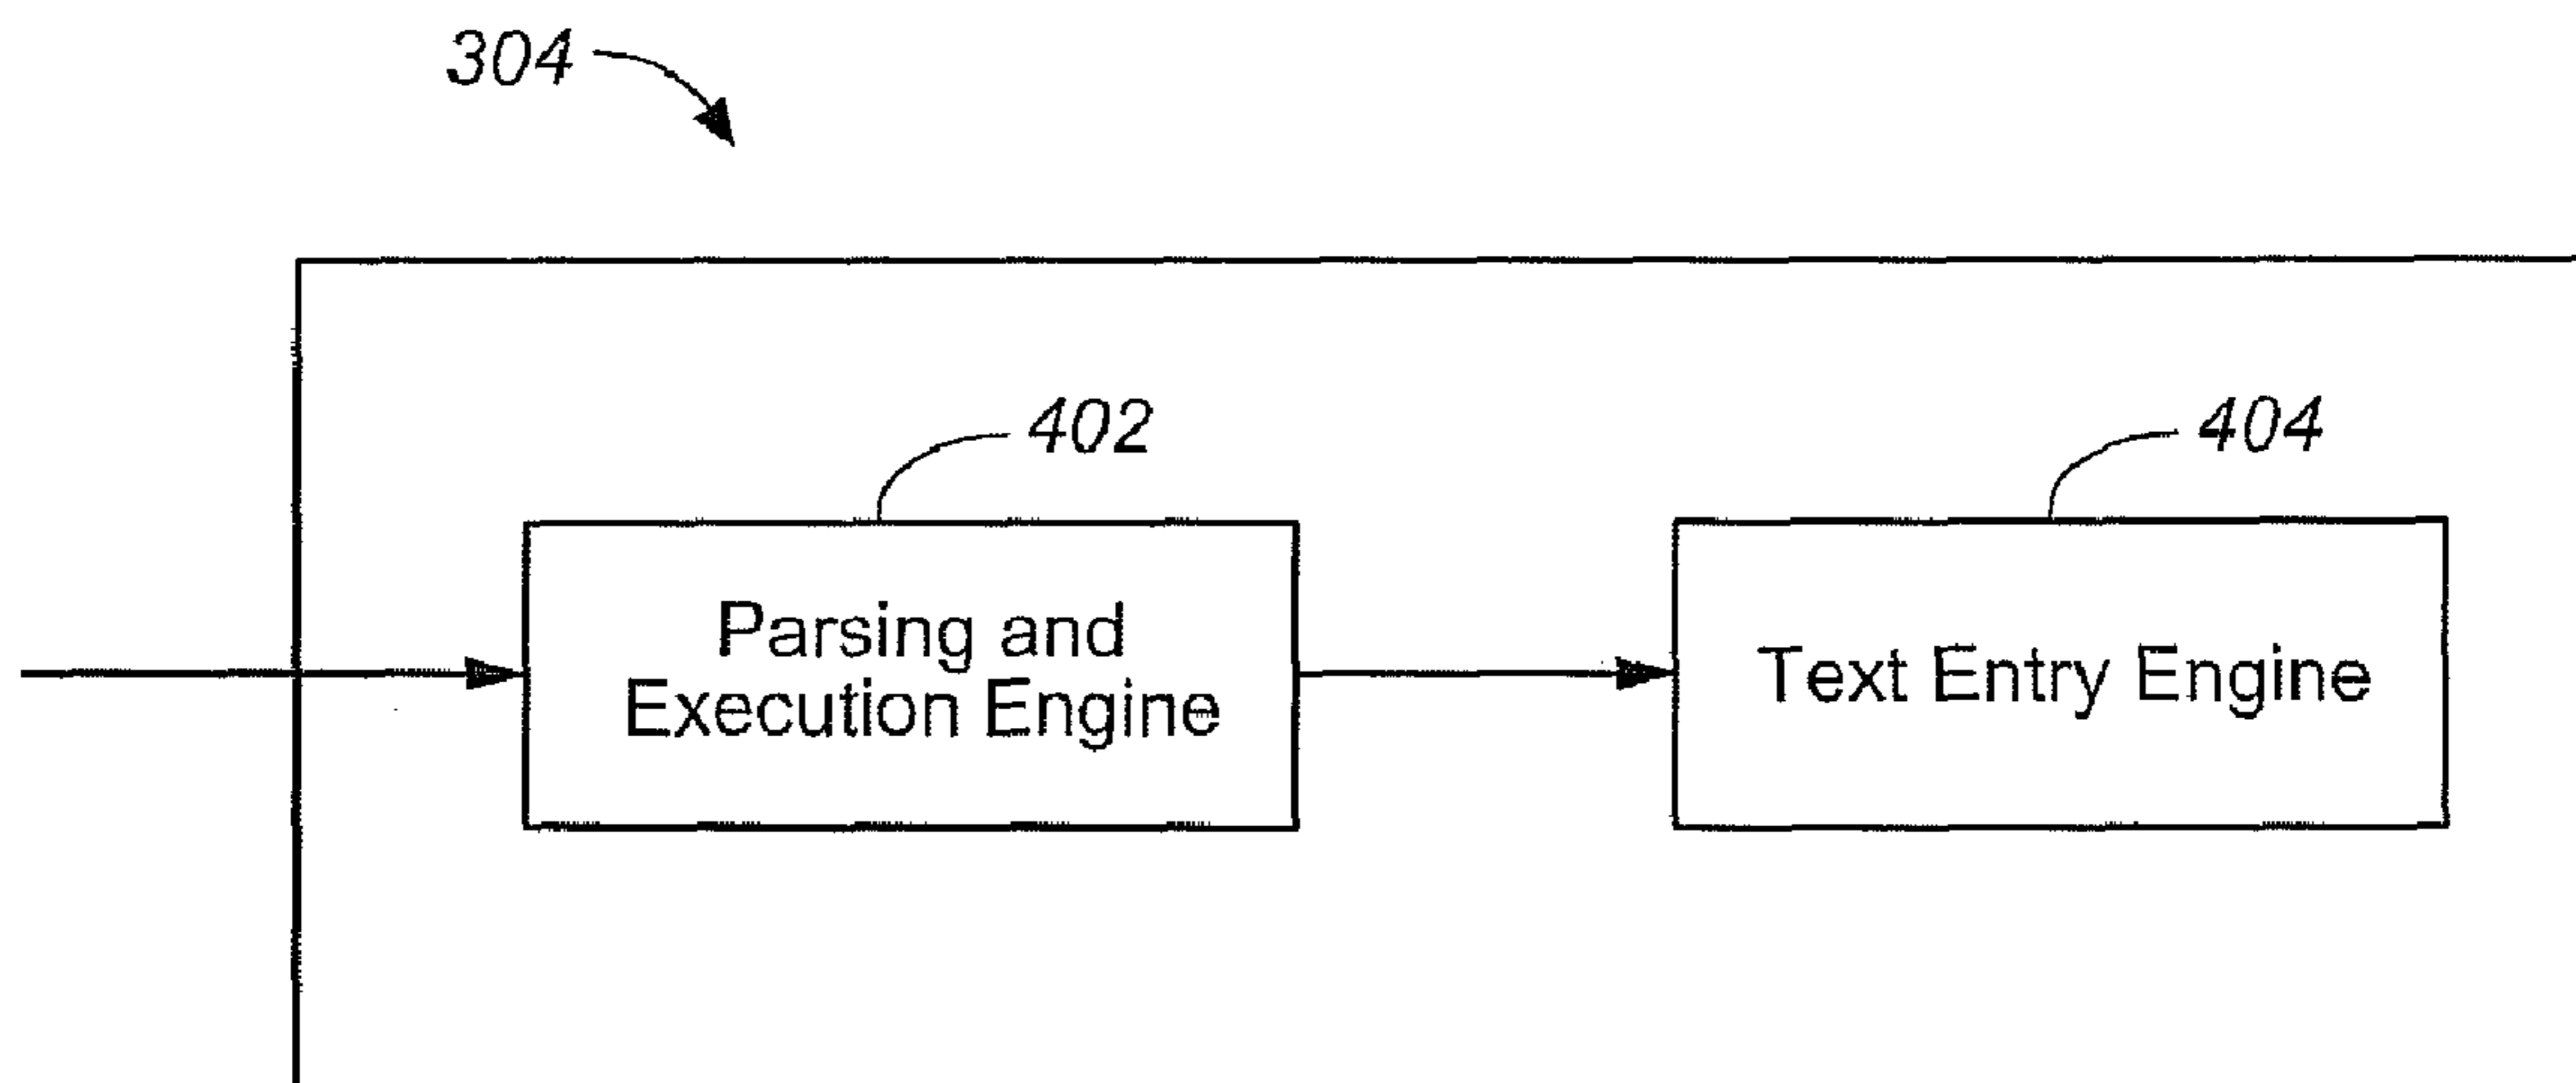 304
402
404
Parsing and
Execution Engine
Text Entry Engine